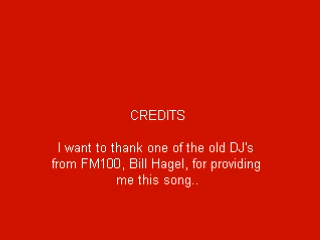 CREDITS
I want to thank one of the old DJ's
from FM100, Bill Hagel, for providing
me this song..